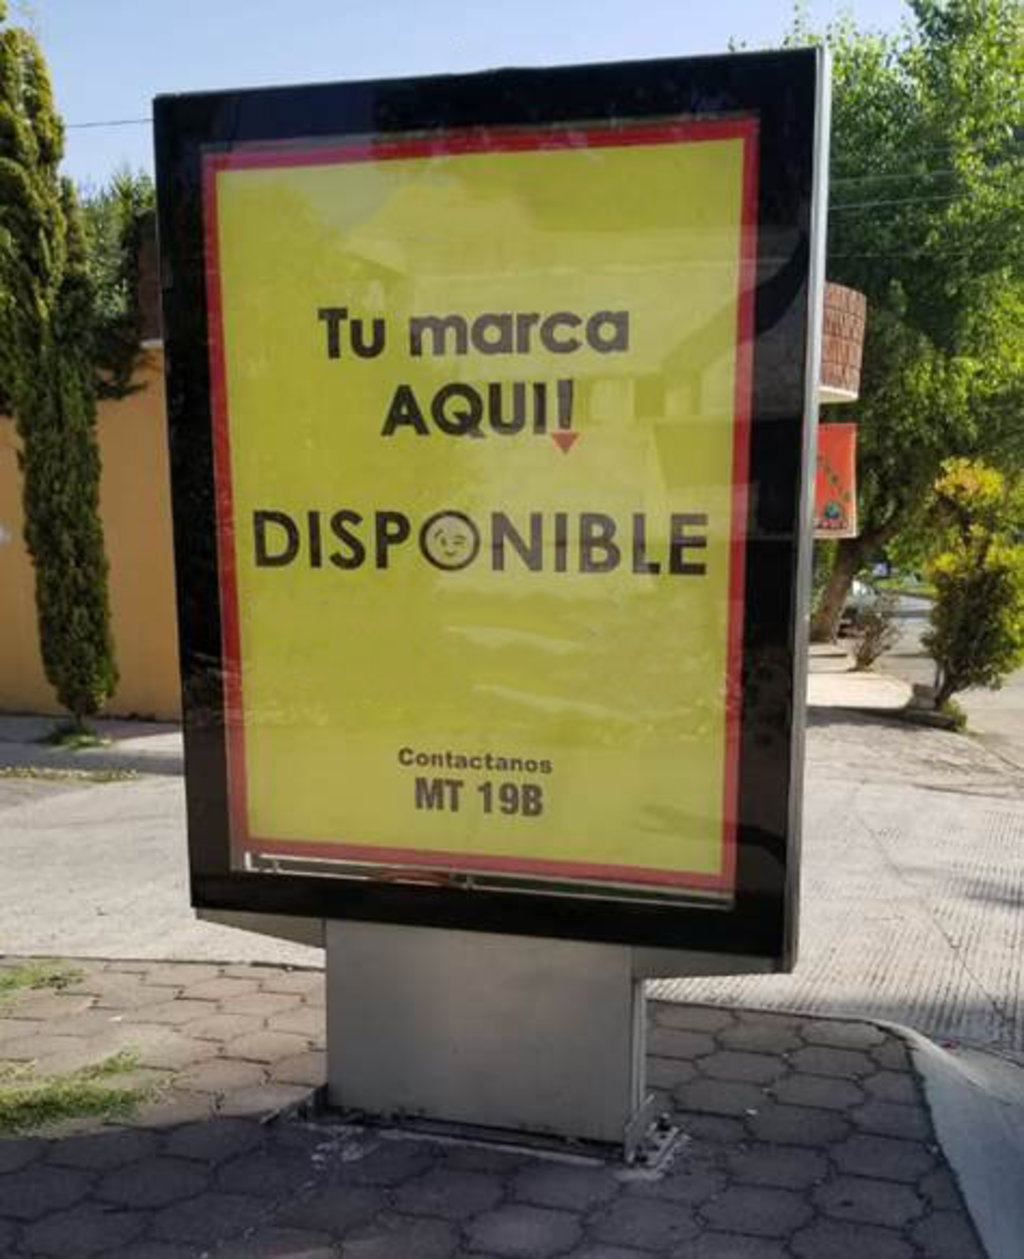 Tu marca
AQUI!
DISPONIBLE
Contactanos
MT 19B